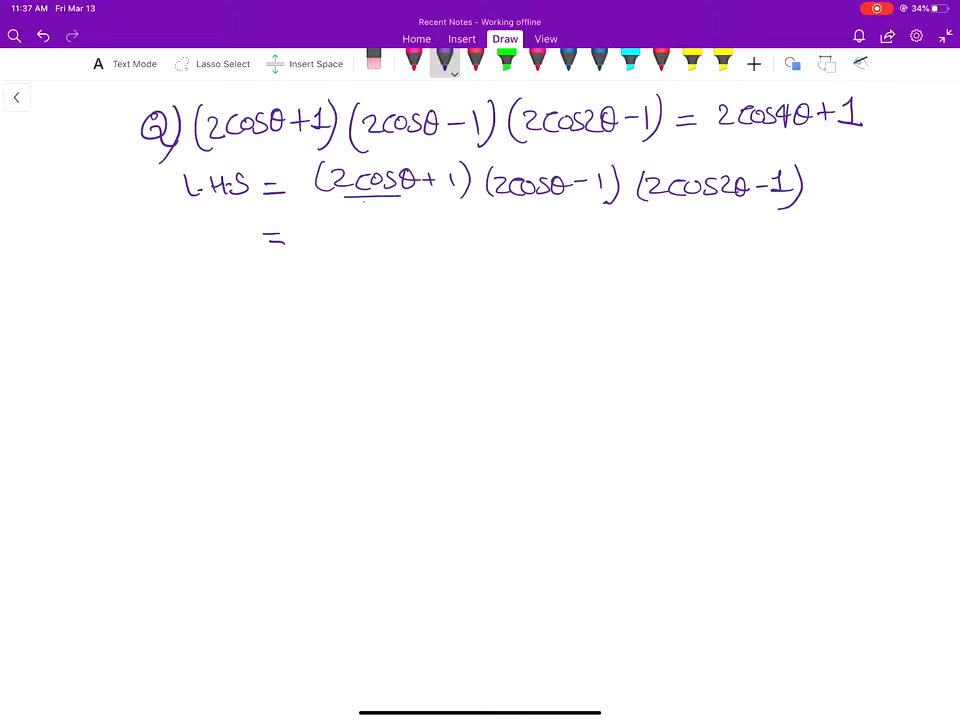 11:37 AM Fri Mar 13
34%
Recent Notes - Working offline
Home Insert Draw View
A Text Mode Lasso Select Insert Space
Q) (2cosθ+1) (2cosθ-1) (2cos2θ-1) = 2cos4θ+1
L.H.S = (2cosθ+1) (2cosθ-1) (2cos2θ-1)
=